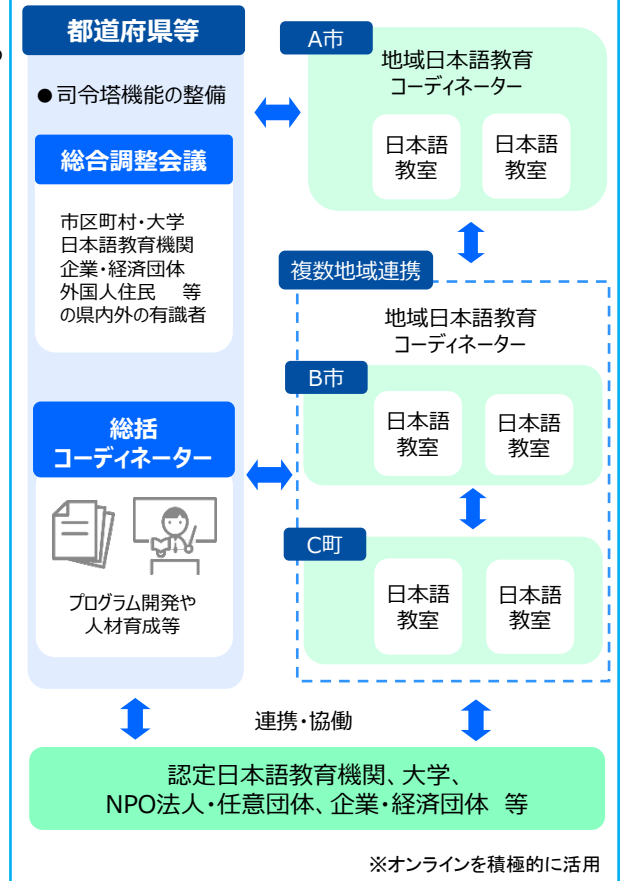 都道府県等
●司令塔機能の整備
総合調整会議
市区町村・大学
日本語教育機関
企業・経済団体
外国人住民　等
の県内外の有識者
総括
コーディネーター
プログラム開発や
人材育成等
A市
地域日本語教育
コーディネーター
日本語
教室
日本語
教室
複数地域連携
地域日本語教育
コーディネーター
B市
日本語
教室
日本語
教室
C町
日本語
教室
日本語
教室
連携・協働
認定日本語教育機関、大学、
NPO法人・任意団体、企業・経済団体　等
※オンラインを積極的に活用